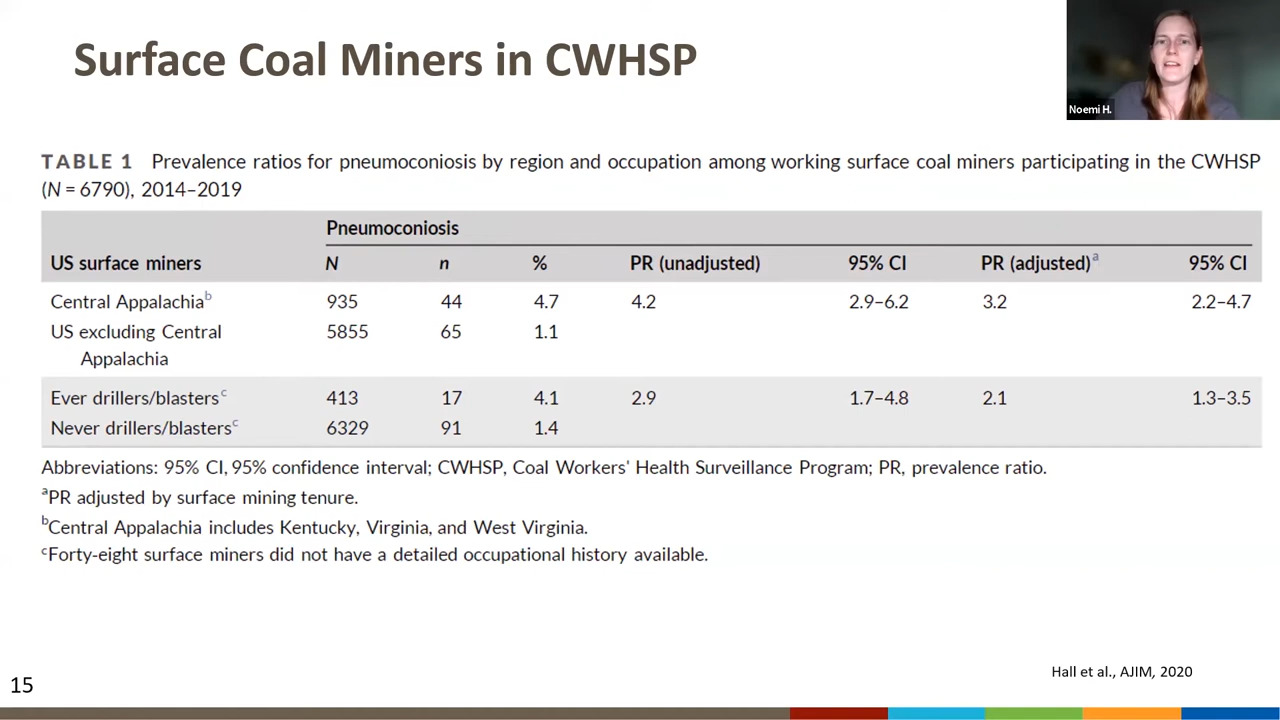 Surface Coal Miners in CWHSP
Noemi H.
TABLE 1 Prevalence ratios for pneumoconiosis by region and occupation among working surface coal miners participating in the CWHSP
(N = 6790), 2014–2019
Pneumoconiosis
US surface miners N n % PR (unadjusted) 95% CI PR (adjusted)a 95% CI
Central Appalachiab 935 44 4.7 4.2 2.9–6.2 3.2 2.2–4.7
US excluding Central 5855 65 1.1
Appalachia
Ever drillers/blastersc 413 17 4.1 2.9 1.7–4.8 2.1 1.3–3.5
Never drillers/blastersc 6329 91 1.4
Abbreviations: 95% CI, 95% confidence interval; CWHSP, Coal Workers' Health Surveillance Program; PR, prevalence ratio.
aPR adjusted by surface mining tenure.
bCentral Appalachia includes Kentucky, Virginia, and West Virginia.
cForty-eight surface miners did not have a detailed occupational history available.
Hall et al., AJIM, 2020
15